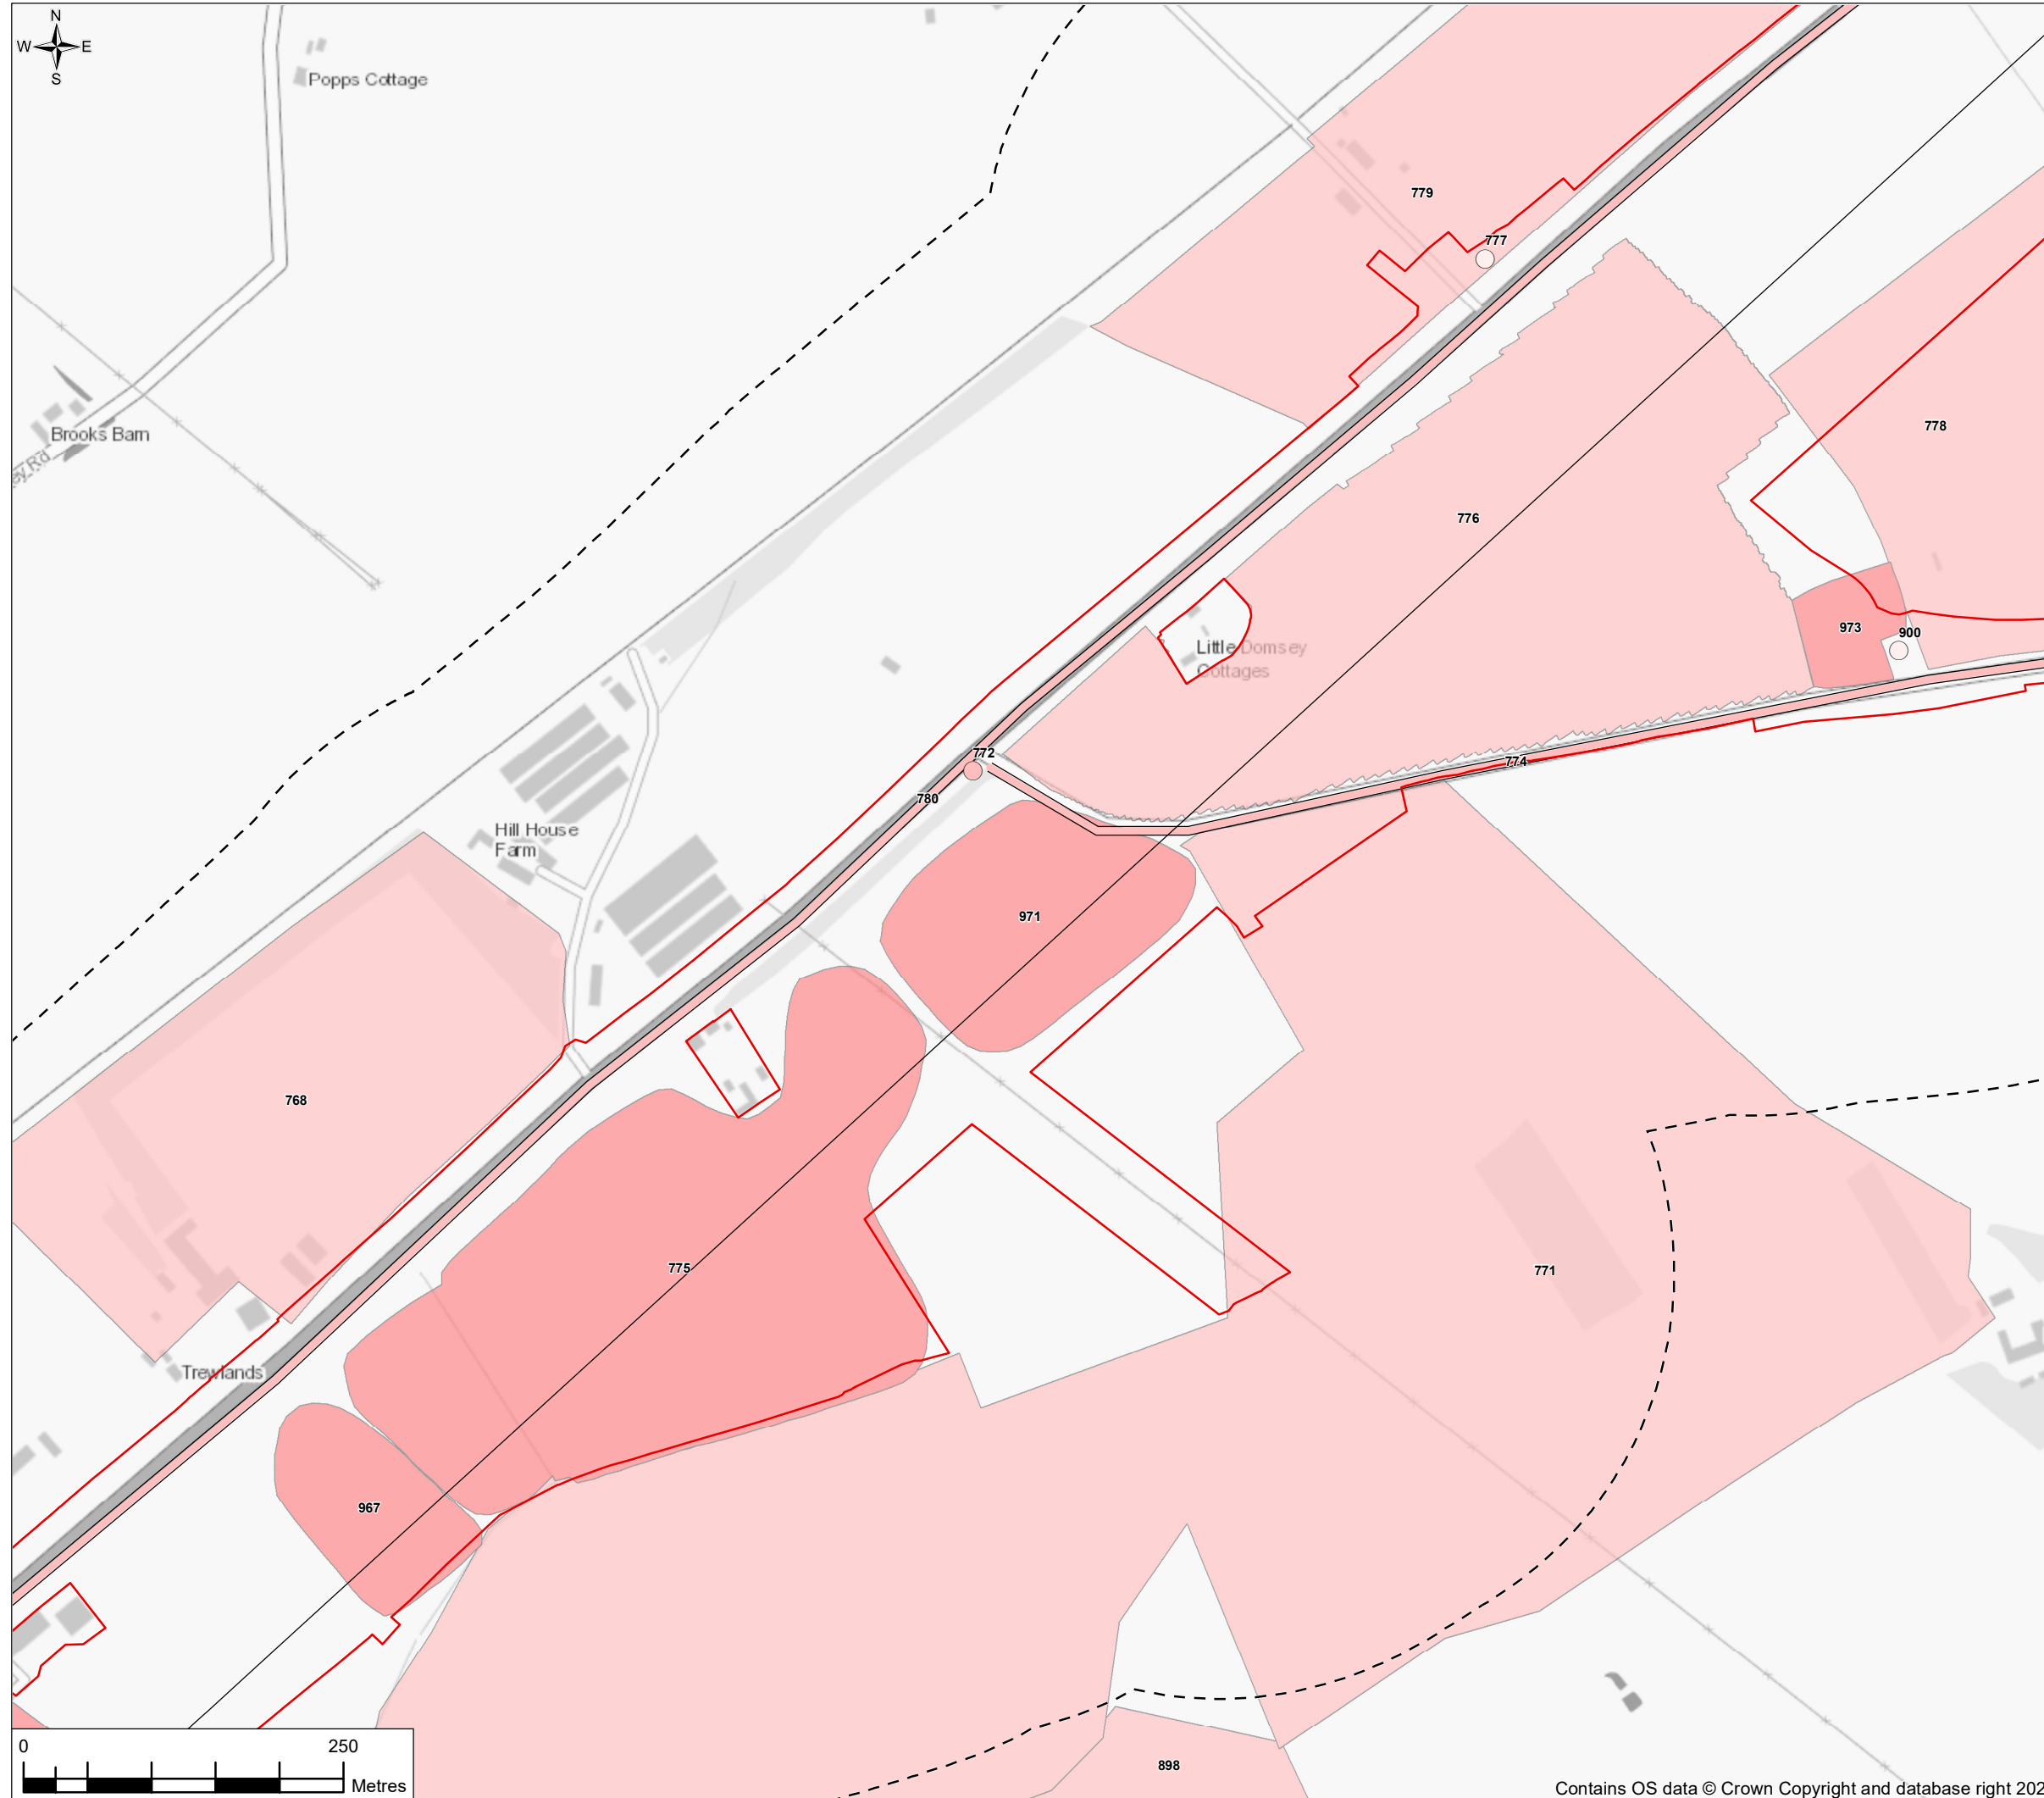 N
W E
S
Popps Cottage
779
777
778
Brooks Barn
ey Rd
776
973
900
Little Domsey
Cottages
772
774
780
Hill House
Farm
971
768
775
771
Trewlands
967
898
0 250
Metres
Contains OS data © Crown Copyright and database right 202